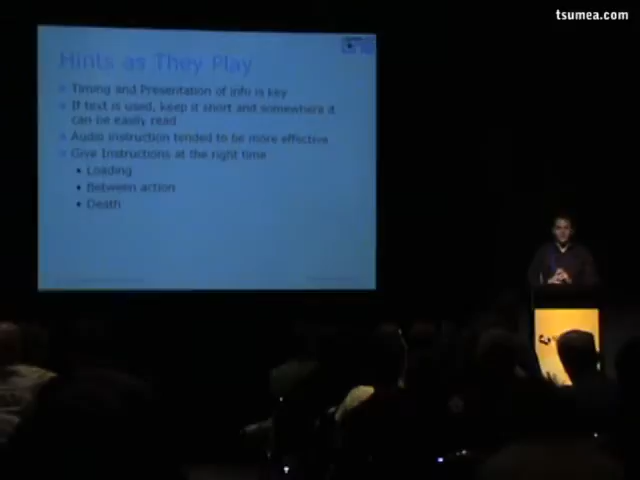 tsumea.com
Hints as They Play
Timing and Presentation of info is key
If text is used, keep it short and somewhere it
can be easily read
Audio instruction tended to be more effective
Give Instructions at the right time
• Loading
• Between action
• Death